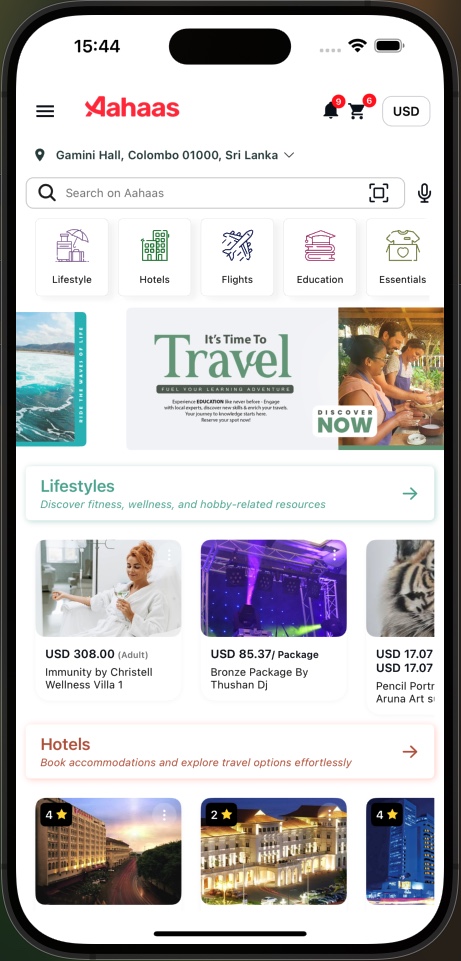 15:44
Aahaas
9
6
USD
Gamini Hall, Colombo 01000, Sri Lanka
Search on Aahaas
Lifestyle
Hotels
Flights
Education
Essentials
RIDE THE WAVES OF LIFE
It's Time To
Travel
FUEL YOUR LEARNING ADVENTURE
Experience EDUCATION like never before - Engage
with local experts, discover new skills & enrich your travels.
Your journey to knowledge starts here.
Reserve your spot now!
DISCOVER
NOW
Lifestyles
Discover fitness, wellness, and hobby-related resources
USD 308.00 (Adult)
Immunity by Christell
Wellness Villa 1
USD 85.37/ Package
Bronze Package By
Thushan Dj
USD 17.07
USD 17.07
Pencil Portr
Aruna Art s
Hotels
Book accommodations and explore travel options effortlessly
4
2
4